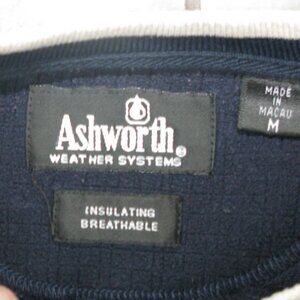 Ashworth®
WEATHER SYSTEMS
MADE
IN
MACAU
M
INSULATING
BREATHABLE